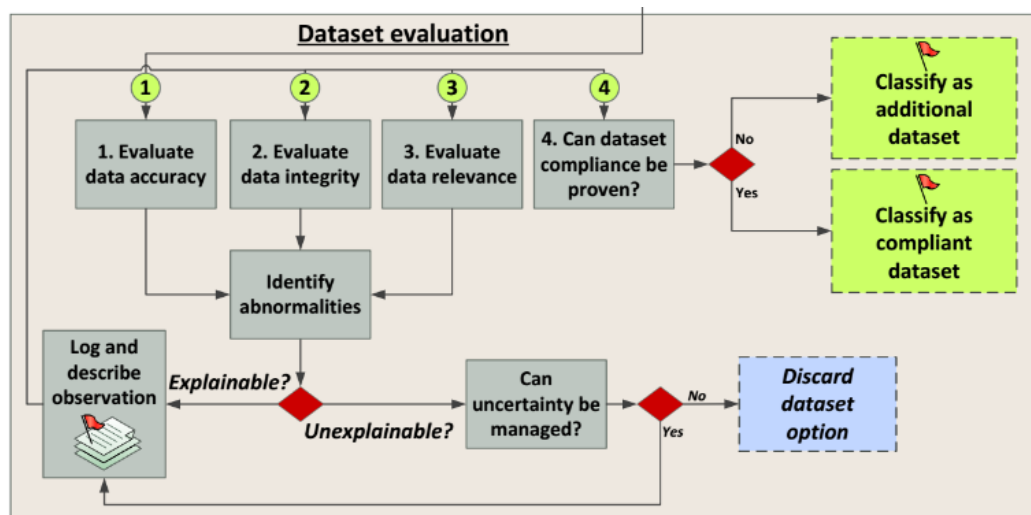 Dataset evaluation
1
2
3
4
1. Evaluate
data accuracy
2. Evaluate
data integrity
3. Evaluate
data relevance
4. Can dataset
compliance be
proven?
No
Yes
Classify as
additional
dataset
Classify as
compliant
dataset
Identify
abnormalities
Log and
describe
observation
Explainable?
Unexplainable?
Can
uncertainty be
managed?
No
Yes
Discard
dataset
option